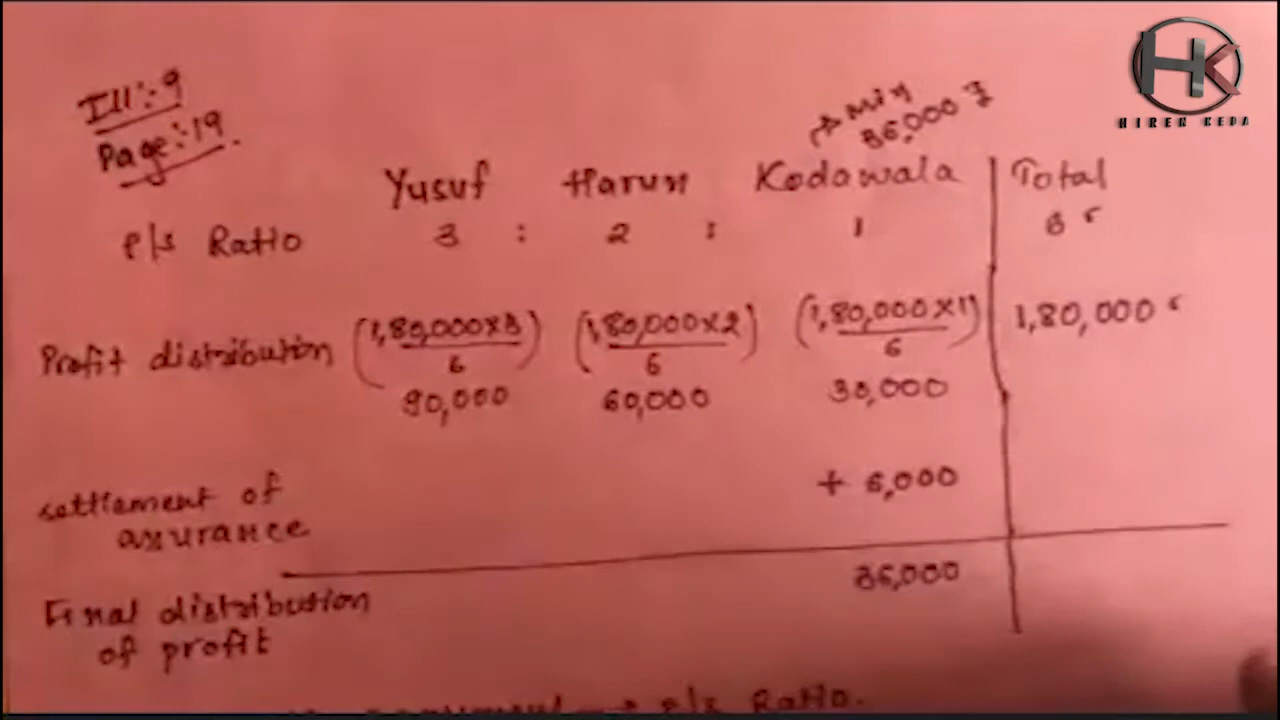 HK
HIREN KEDA
Ill:-9
Page:-19.
→ Min
36,000 ₹
Yusuf Harun Kodawala Total
P/s Ratio 3 : 2 : 1 6
Profit distribution (1,80,000×3/6) (1,80,000×2/6) (1,80,000×1/6) 1,80,000
90,000 60,000 30,000
settlement of
assurance + 6,000
Final distribution 36,000
of profit
→ P/s Ratio.